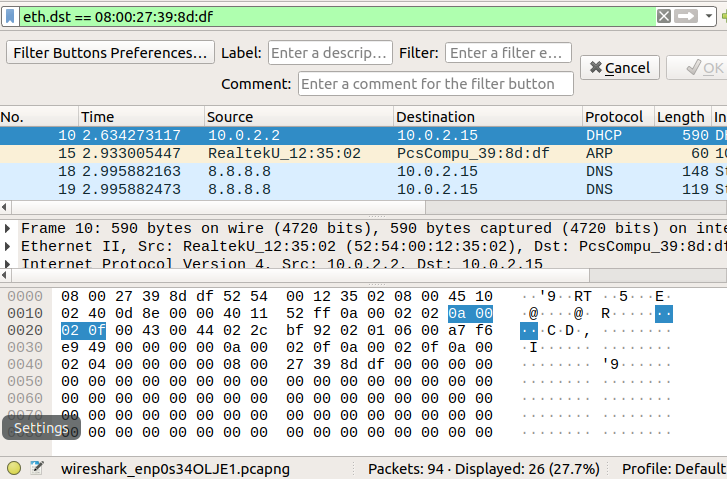 eth.dst == 08:00:27:39:8d:df
Filter Buttons Preferences… Label: Enter a descrip… Filter: Enter a filter e… Cancel OK
Comment: Enter a comment for the filter button
No. Time Source Destination Protocol Length In
10 2.634273117 10.0.2.2 10.0.2.15 DHCP 590 DH
15 2.933005447 RealtekU_12:35:02 PcsCompu_39:8d:df ARP 60 10
18 2.995882163 8.8.8.8 10.0.2.15 DNS 148 St
19 2.995882473 8.8.8.8 10.0.2.15 DNS 119 St
Frame 10: 590 bytes on wire (4720 bits), 590 bytes captured (4720 bits) on inte
Ethernet II, Src: RealtekU_12:35:02 (52:54:00:12:35:02), Dst: PcsCompu_39:8d:df
Internet Protocol Version 4, Src: 10.0.2.2, Dst: 10.0.2.15
0000 08 00 27 39 8d df 52 54 00 12 35 02 08 00 45 10 ··'9··RT ··5···E·
0010 02 40 0d 8e 00 00 40 11 52 ff 0a 00 02 02 0a 00 ·@····@· R·······
0020 02 0f 00 43 00 44 02 2c bf 92 02 01 06 00 a7 f6 ···C·D·, ········
0030 e9 49 00 00 00 00 0a 00 02 0f 0a 00 02 0f 0a 00 ·I······ ········
0040 02 04 00 00 00 00 08 00 27 39 8d df 00 00 00 00 ········ '9······
0050 00 00 00 00 00 00 00 00 00 00 00 00 00 00 00 00 ········ ········
0060 00 00 00 00 00 00 00 00 00 00 00 00 00 00 00 00 ········ ········
0070 00 00 00 00 00 00 00 00 00 00 00 00 00 00 00 00 ········ ········
00 00 00 00 00 00 00 00 00 00 00 00 00 00 00 00 ········ ········
Settings
wireshark_enp0s34OLJE1.pcapng Packets: 94 · Displayed: 26 (27.7%) Profile: Default